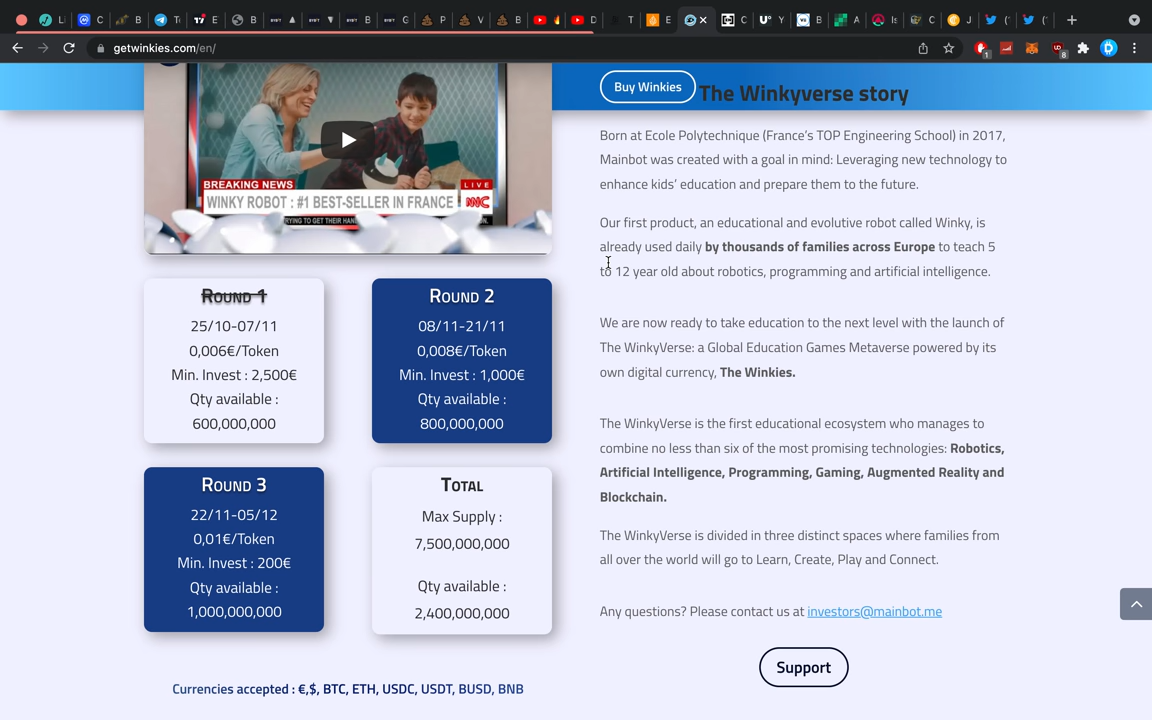 Li
C
B
T
E
B
B
B
G
P
V
B
D
T
E
C
Y
B
A
Is
C
J
(
(
getwinkies.com/en/
1
8
BREAKING NEWS
LIVE
WINKY ROBOT : #1 BEST-SELLER IN FRANCE
TRYING TO GET THEIR HAN
Round 1
25/10-07/11
0,006€/Token
Min. Invest : 2,500€
Qty available :
600,000,000
Round 2
08/11-21/11
0,008€/Token
Min. Invest : 1,000€
Qty available :
800,000,000
Round 3
22/11-05/12
0,01€/Token
Min. Invest : 200€
Qty available :
1,000,000,000
Total
Max Supply :
7,500,000,000
Qty available :
2,400,000,000
Currencies accepted : €,$, BTC, ETH, USDC, USDT, BUSD, BNB
Buy Winkies
The Winkyverse story
Born at Ecole Polytechnique (France's TOP Engineering School) in 2017,
Mainbot was created with a goal in mind: Leveraging new technology to
enhance kids' education and prepare them to the future.
Our first product, an educational and evolutive robot called Winky, is
already used daily by thousands of families across Europe to teach 5
to 12 year old about robotics, programming and artificial intelligence.
We are now ready to take education to the next level with the launch of
The WinkyVerse: a Global Education Games Metaverse powered by its
own digital currency, The Winkies.
The WinkyVerse is the first educational ecosystem who manages to
combine no less than six of the most promising technologies: Robotics,
Artificial Intelligence, Programming, Gaming, Augmented Reality and
Blockchain.
The WinkyVerse is divided in three distinct spaces where families from
all over the world will go to Learn, Create, Play and Connect.
Any questions? Please contact us at investors@mainbot.me
Support